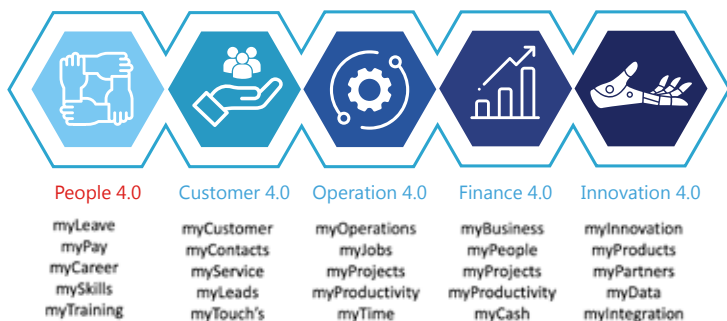 People 4.0
myLeave
myPay
myCareer
mySkills
myTraining
Customer 4.0
myCustomer
myContacts
myService
myLeads
myTouch's
Operation 4.0
myOperations
myJobs
myProjects
myProductivity
myTime
Finance 4.0
myBusiness
myPeople
myProjects
myProductivity
myCash
Innovation 4.0
myInnovation
myProducts
myPartners
myData
myIntegration